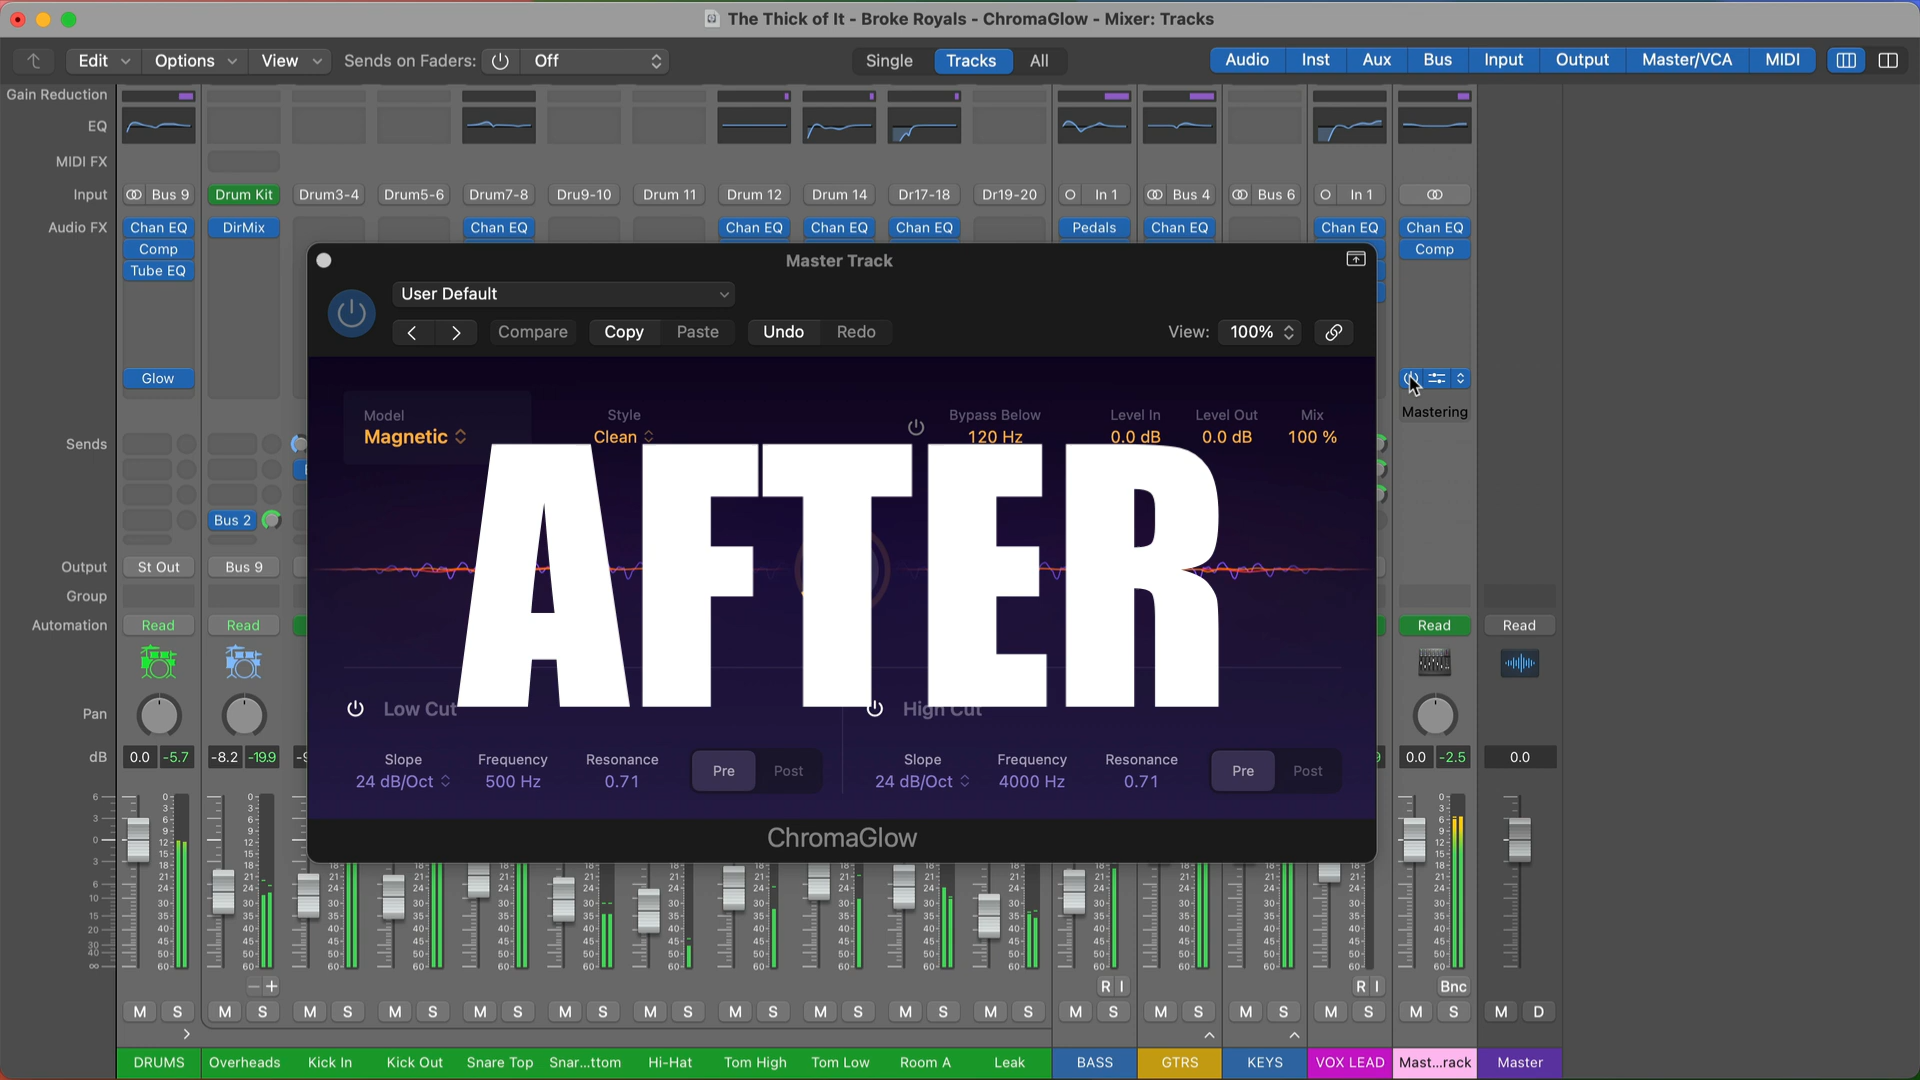 The Thick of It - Broke Royals - ChromaGlow - Mixer: Tracks
Edit Options View Sends on Faders: Off Single Tracks All Audio Inst Aux Bus Input Output Master/VCA MIDI
Gain Reduction
EQ
MIDI FX
Input Bus 9 Drum Kit Drum3-4 Drum5-6 Drum7-8 Dru9-10 Drum 11 Drum 12 Drum 14 Dr17-18 Dr19-20 In 1 Bus 4 Bus 6 In 1
Audio FX Chan EQ DirMix Chan EQ Chan EQ Chan EQ Chan EQ Pedals Chan EQ Chan EQ Chan EQ
Comp Comp
Tube EQ
Master Track
User Default
Compare Copy Paste Undo Redo View: 100%
Glow
Mastering
Model Style Bypass Below Level In Level Out Mix
Magnetic Clean 120 Hz 0.0 dB 0.0 dB 100 %
AFTER
Sends
Bus 2
Output St Out Bus 9
Group
Automation Read Read Read Read
Pan
Low Cut High Cut
dB 0.0 -5.7 -8.2 -19.9 0.0 -2.5 0.0
Slope Frequency Resonance Pre Post Slope Frequency Resonance Pre Post
24 dB/Oct 500 Hz 0.71 24 dB/Oct 4000 Hz 0.71
ChromaGlow
R I R I Bnc
M S M S M S M S M S M S M S M S M S M S M S M S M S M S M S M S M D
DRUMS Overheads Kick In Kick Out Snare Top Snar...ttom Hi-Hat Tom High Tom Low Room A Leak BASS GTRS KEYS VOX LEAD Mast...rack Master